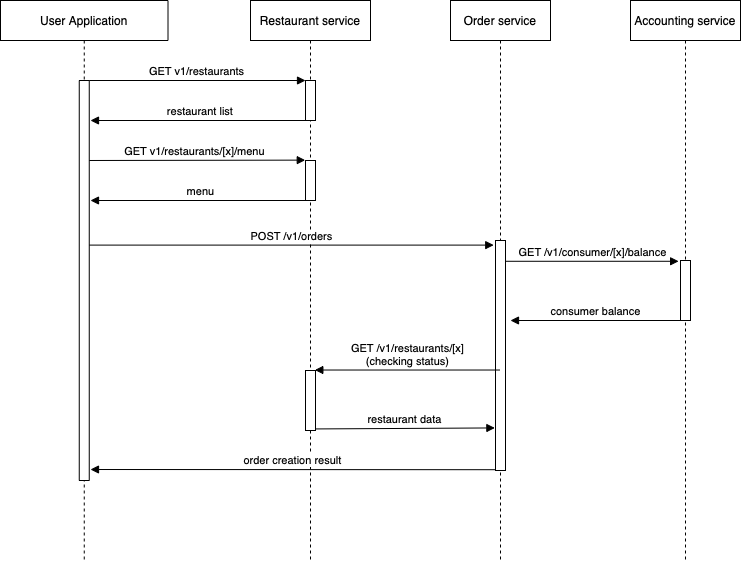 User Application
Restaurant service
Order service
Accounting service
GET v1/restaurants
restaurant list
GET v1/restaurants/[x]/menu
menu
POST /v1/orders
GET /v1/consumer/[x]/balance
consumer balance
GET /v1/restaurants/[x]
(checking status)
restaurant data
order creation result